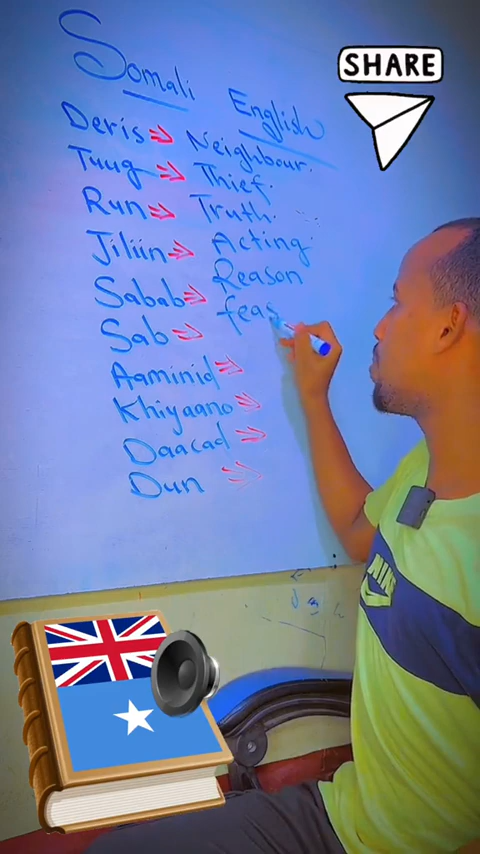 SHARE
Somali English
Deris ⇒ Neighbour.
Tuug ⇒ Thief.
Run ⇒ Truth.
Jiliin ⇒ Acting.
Sabab ⇒ Reason
Sab ⇒ feas
Aaminid ⇒
Khiyaano ⇒
Daacad ⇒
Dun ⇒
NIKE